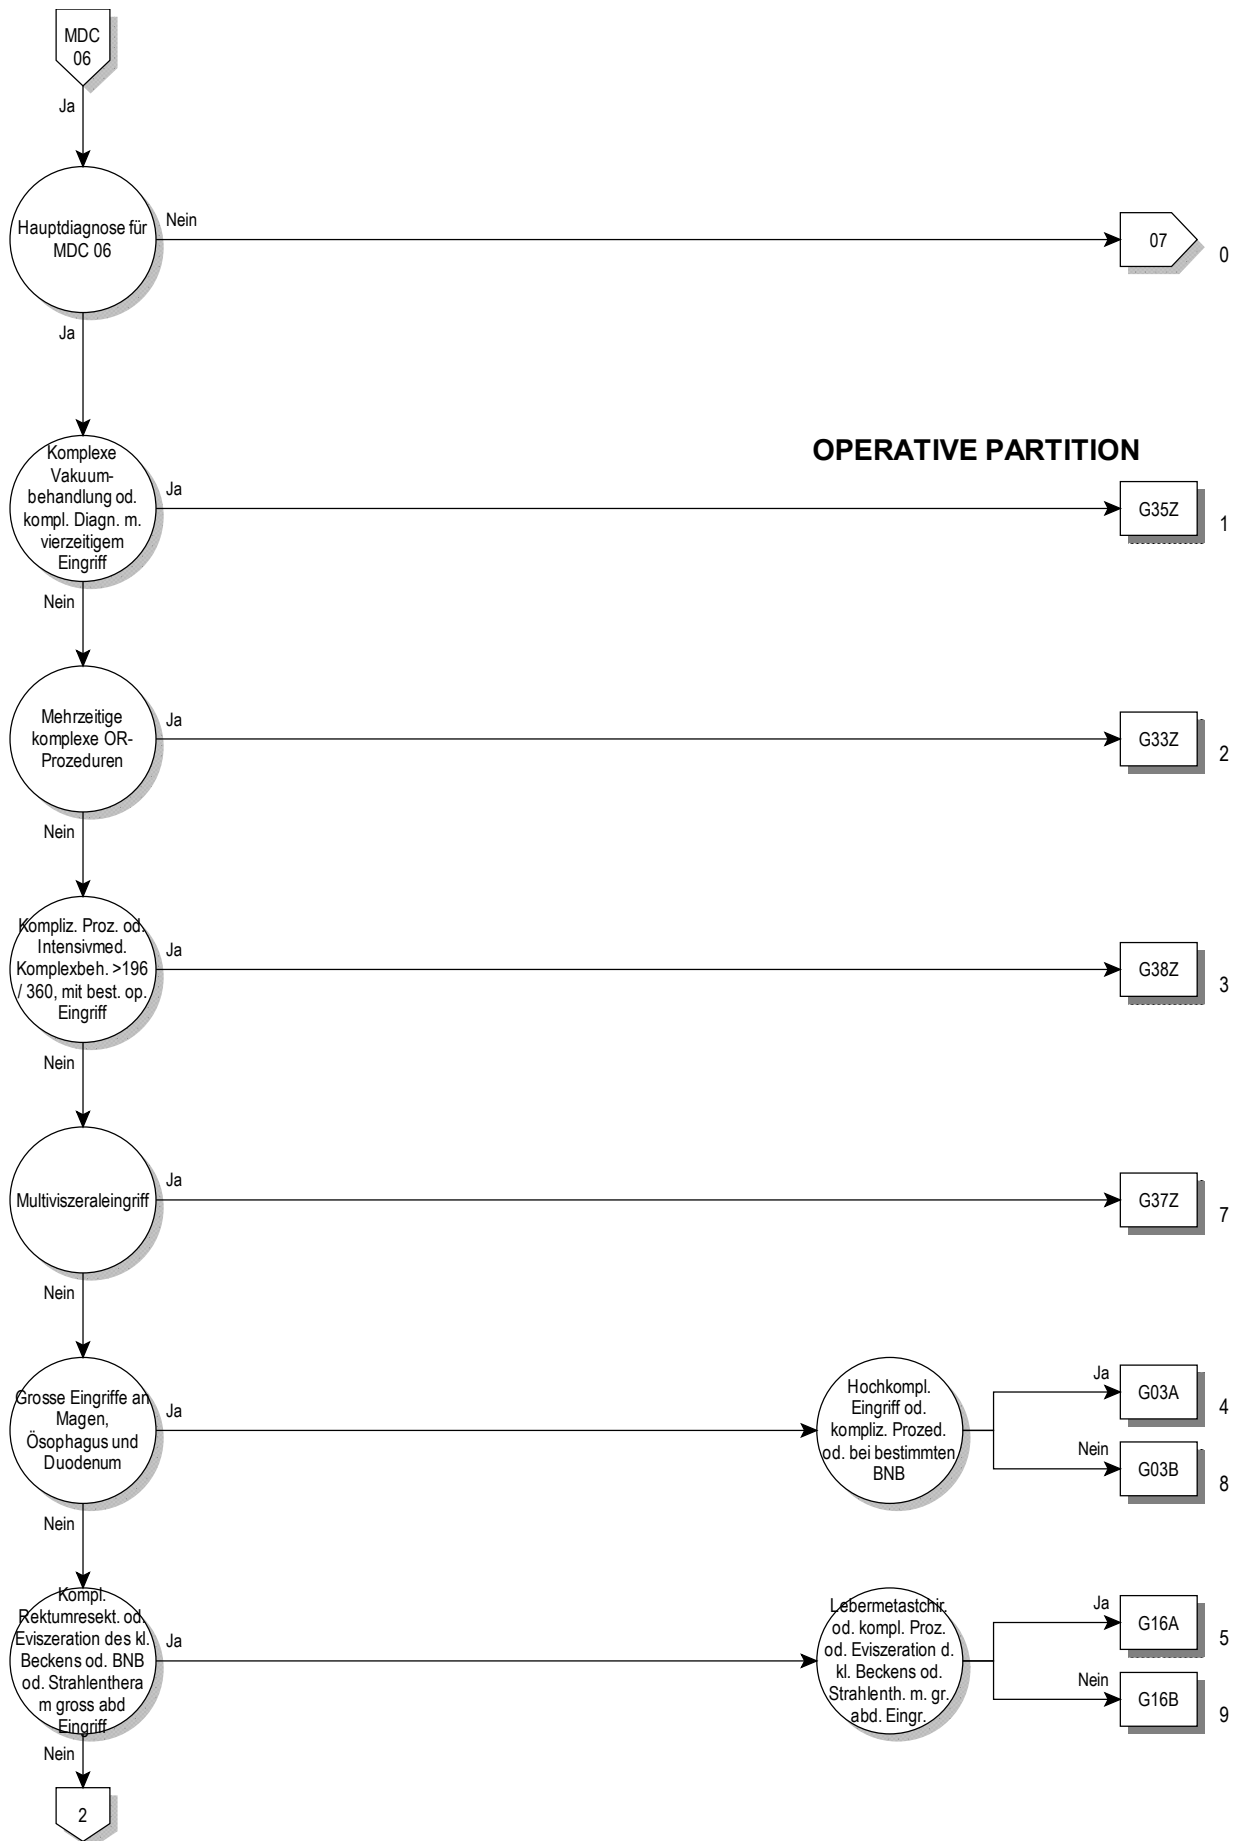 MDC
06
Ja
Hauptdiagnose für
MDC 06
Nein
07
0
Ja
OPERATIVE PARTITION
Komplexe
Vakuum-
behandlung od.
kompl. Diagn. m.
vierzeitigem
Eingriff
Ja
G35Z
1
Nein
Mehrzeitige
komplexe OR-
Prozeduren
Ja
G33Z
2
Nein
Kompliz. Proz. od.
Intensivmed.
Komplexbeh. >196
/ 360, mit best. op.
Eingriff
Ja
G38Z
3
Nein
Multiviszeraleingriff
Ja
G37Z
7
Nein
Grosse Eingriffe an
Magen,
Ösophagus und
Duodenum
Ja
Hochkompl.
Eingriff od.
kompliz. Prozed.
od. bei bestimmten
BNB
Ja
G03A
4
Nein
G03B
8
Nein
Kompl.
Rektumresekt. od.
Eviszeration des kl.
Beckens od. BNB
od. Strahlenthera
m gross abd
Eingriff
Ja
Lebermetastchir.
od. kompl. Proz.
od. Eviszeration d.
kl. Beckens od.
Strahlenth. m. gr.
abd. Eingr.
Ja
G16A
5
Nein
G16B
9
Nein
2